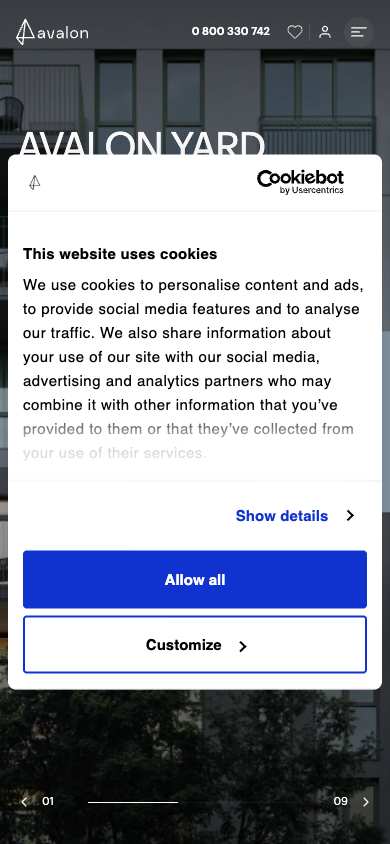 avalon
0 800 330 742
AVALON YARD
Cookiebot
by Usercentrics
This website uses cookies
We use cookies to personalise content and ads,
to provide social media features and to analyse
our traffic. We also share information about
your use of our site with our social media,
advertising and analytics partners who may
combine it with other information that you’ve
provided to them or that they’ve collected from
your use of their services.
Show details
Allow all
Customize
01
09